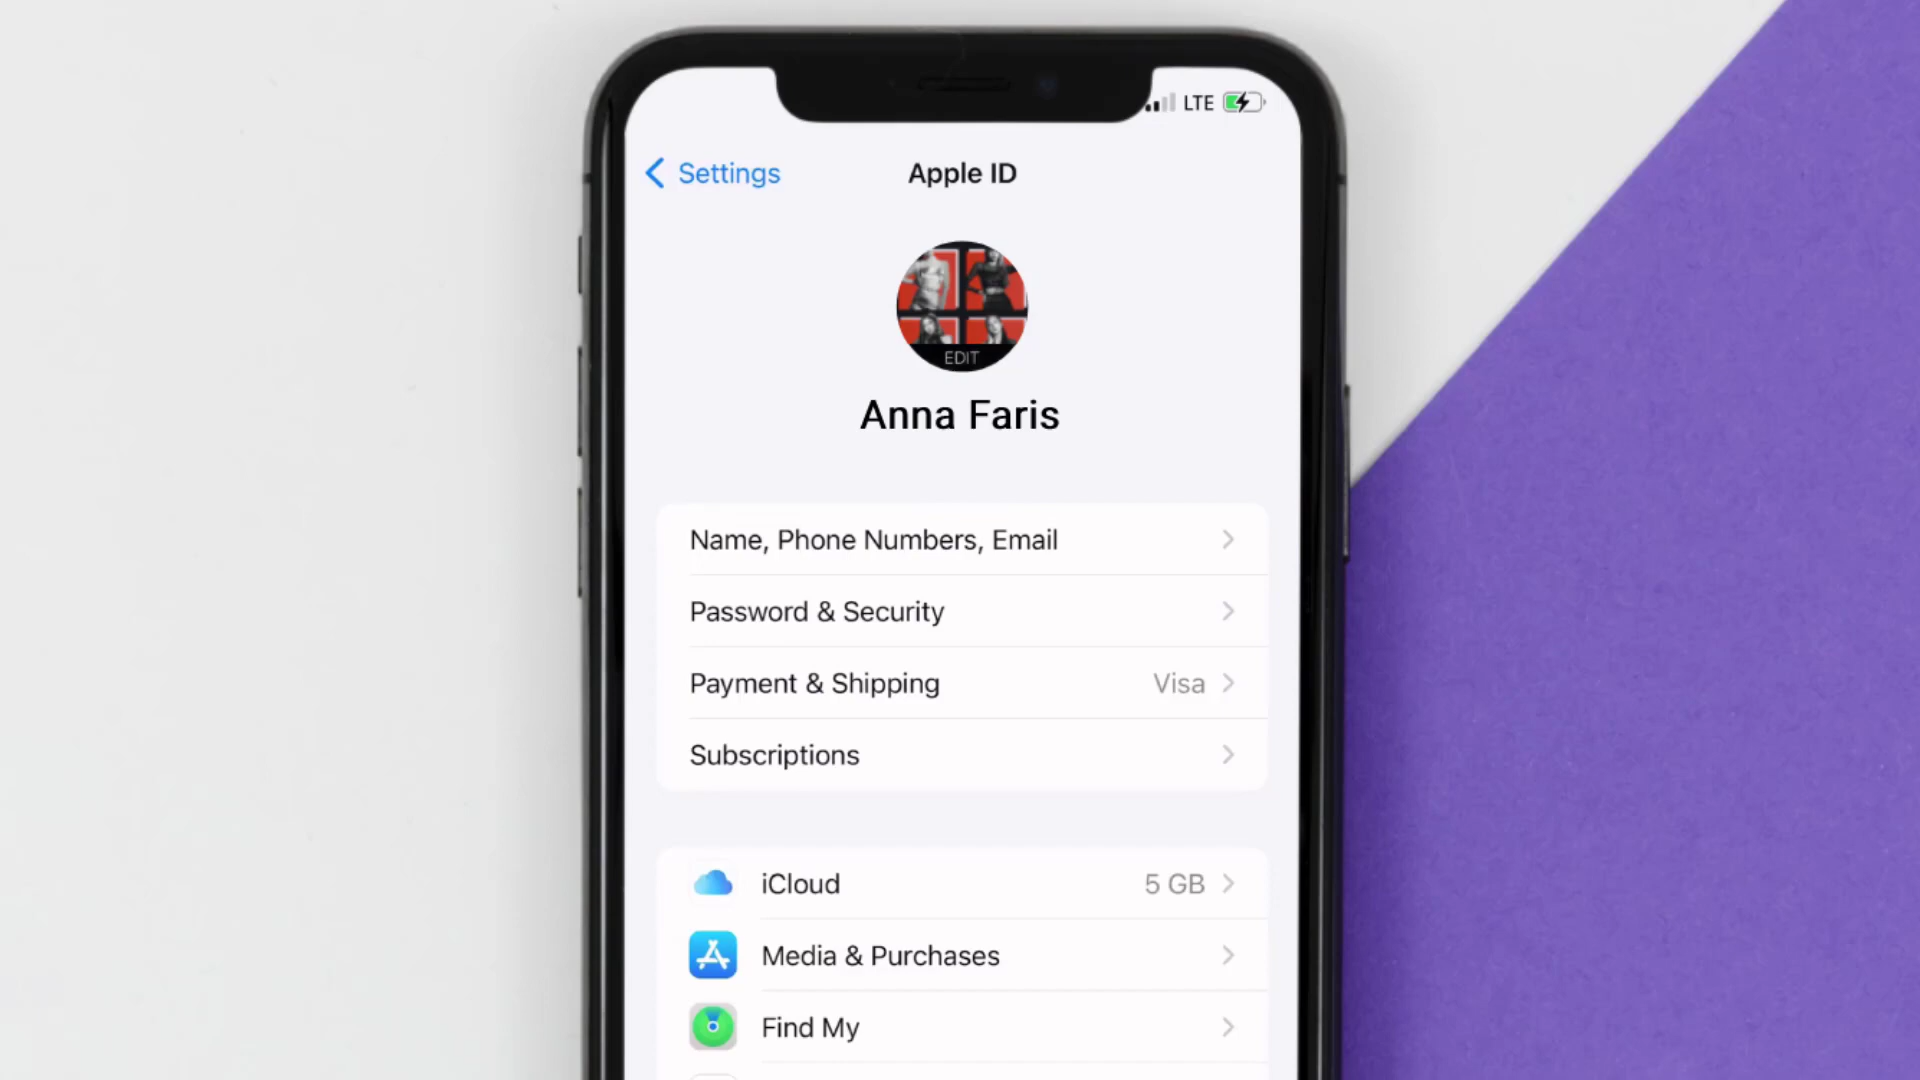 LTE
Settings
Apple ID
EDIT
Anna Faris
Name, Phone Numbers, Email
Password & Security
Payment & Shipping Visa
Subscriptions
iCloud 5 GB
Media & Purchases
Find My